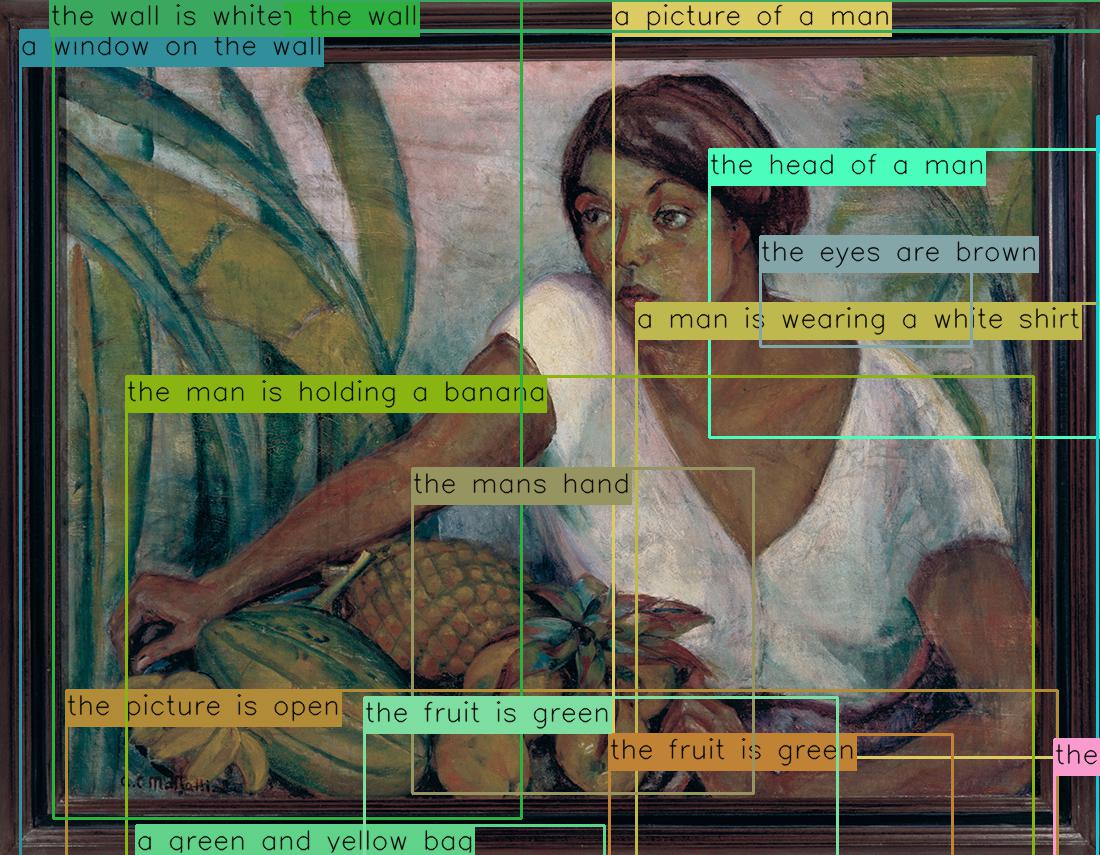 the wall is white
n the wall
a picture of a man
a window on the wall
the head of a man
the eyes are brown
a man is wearing a white shirt
the man is holding a banana
the mans hand
the picture is open
the fruit is green
the fruit is green
the
a green and yellow bag